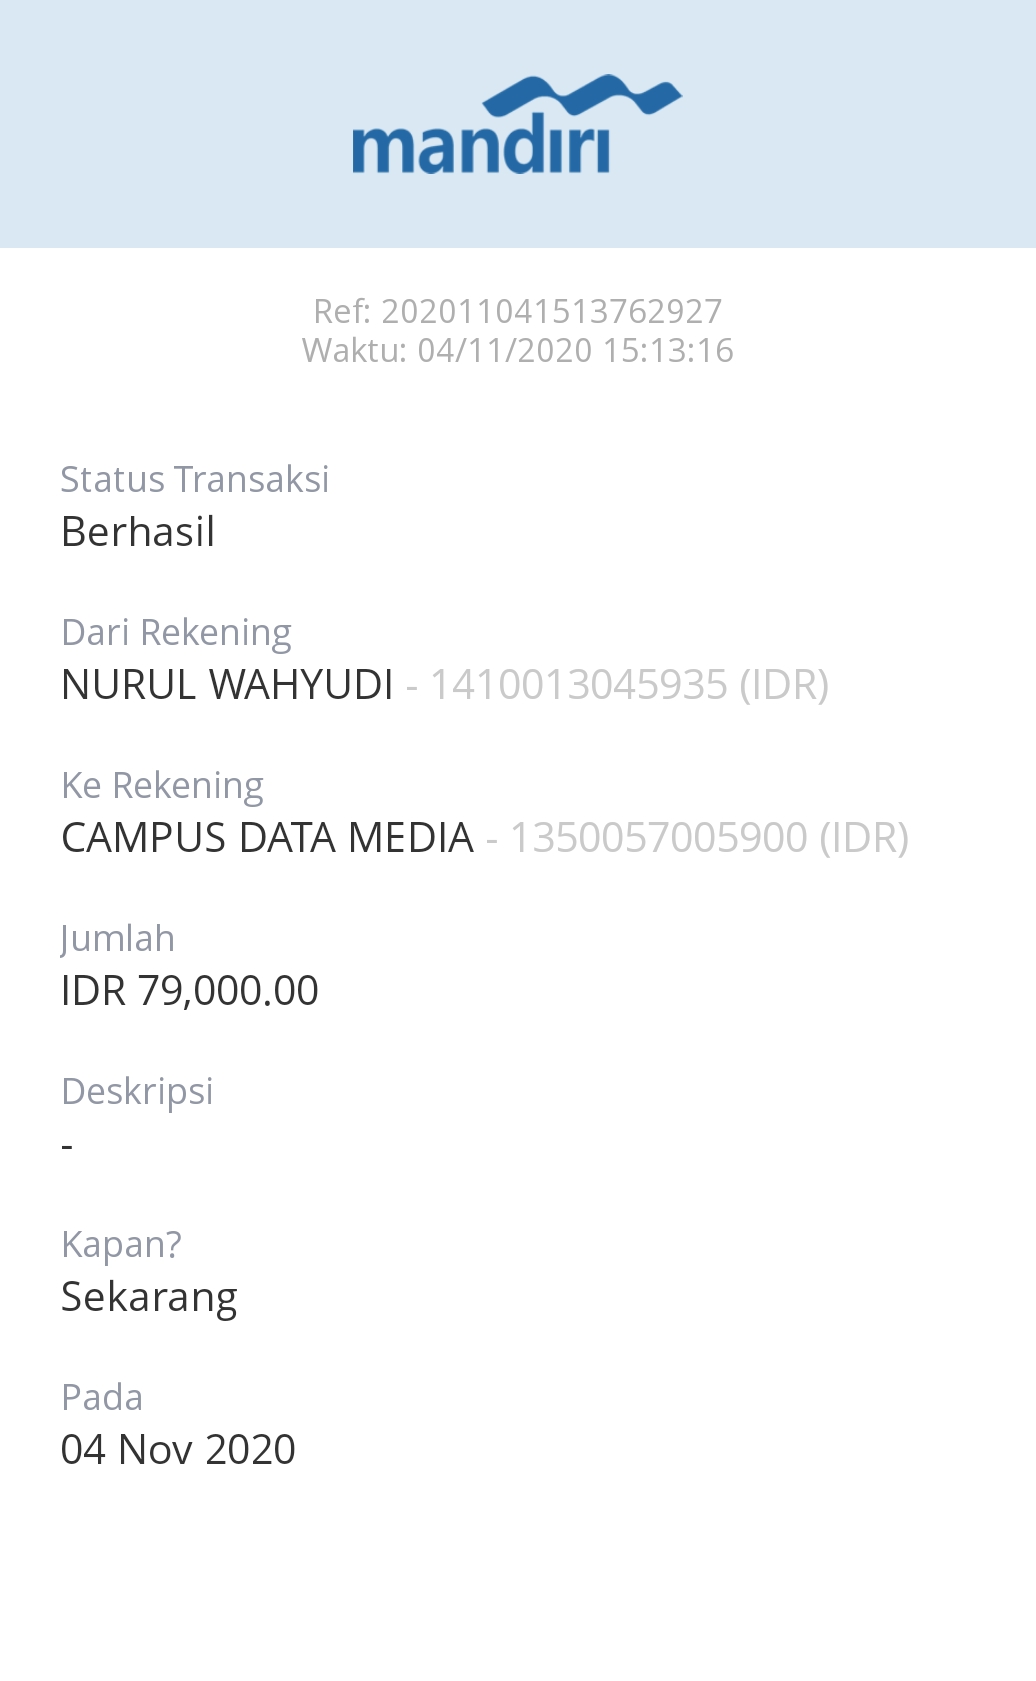 mandırı
Ref: 202011041513762927
Waktu: 04/11/2020 15:13:16
Status Transaksi
Berhasil
Dari Rekening
NURUL WAHYUDI - 1410013045935 (IDR)
Ke Rekening
CAMPUS DATA MEDIA - 1350057005900 (IDR)
Jumlah
IDR 79,000.00
Deskripsi
-
Kapan?
Sekarang
Pada
04 Nov 2020